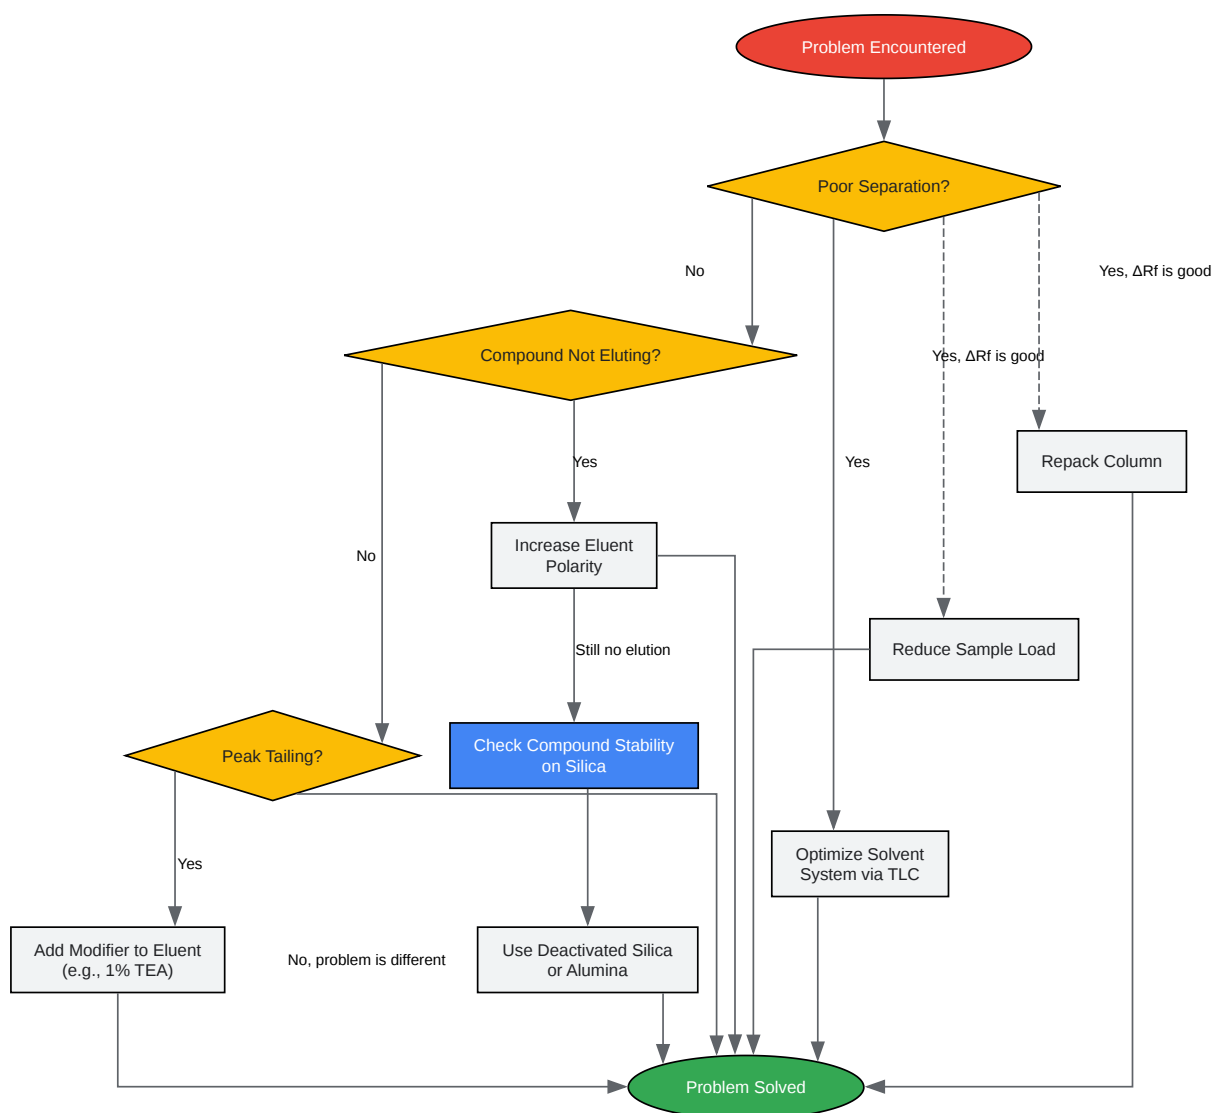 Problem Encountered
Poor Separation?
No
Yes, ΔRf is good
Compound Not Eluting?
Yes, ΔRf is good
Yes
Yes
Repack Column
Increase Eluent
Polarity
No
Still no elution
Reduce Sample Load
Peak Tailing?
Check Compound Stability
on Silica
Yes
Optimize Solvent
System via TLC
Add Modifier to Eluent
(e.g., 1% TEA)
No, problem is different
Use Deactivated Silica
or Alumina
Problem Solved